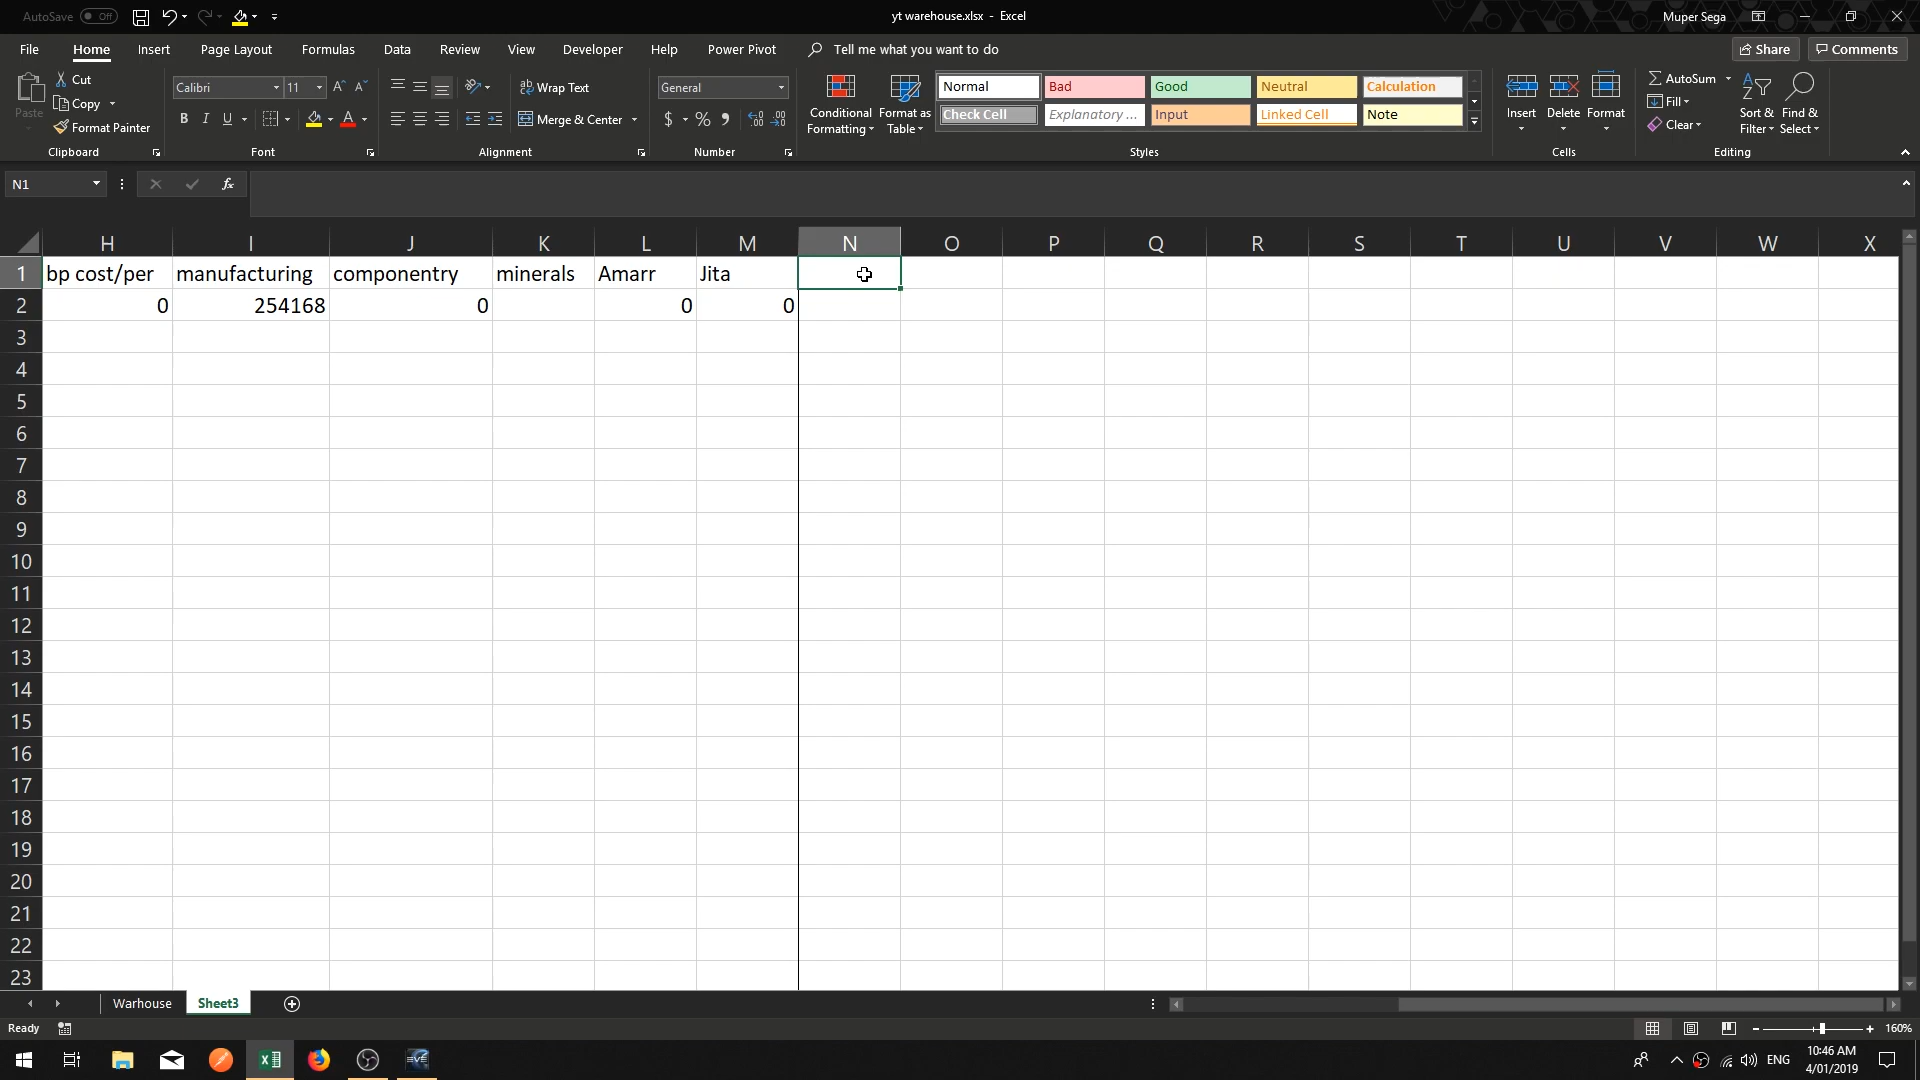 AutoSave Off
yt warehouse.xlsx - Excel
Muper Sega
File Home Insert Page Layout Formulas Data Review View Developer Help Power Pivot Tell me what you want to do Share Comments
Paste
Cut
Copy
Format Painter
Calibri 11
B I U
Wrap Text
Merge & Center
General
$ % ,
Conditional Formatting
Format as Table
Normal Bad Good Neutral Calculation
Check Cell Explanatory ... Input Linked Cell Note
Insert Delete Format
AutoSum
Fill
Clear
Sort & Filter
Find & Select
Clipboard Font Alignment Number Styles Cells Editing
N1 fx
H I J K L M N O P Q R S T U V W X
1 bp cost/per manufacturing componentry minerals Amarr Jita
2 0 254168 0 0 0
3
4
5
6
7
8
9
10
11
12
13
14
15
16
17
18
19
20
21
22
23
Warhouse Sheet3
Ready 160%
ENG 10:46 AM
4/01/2019